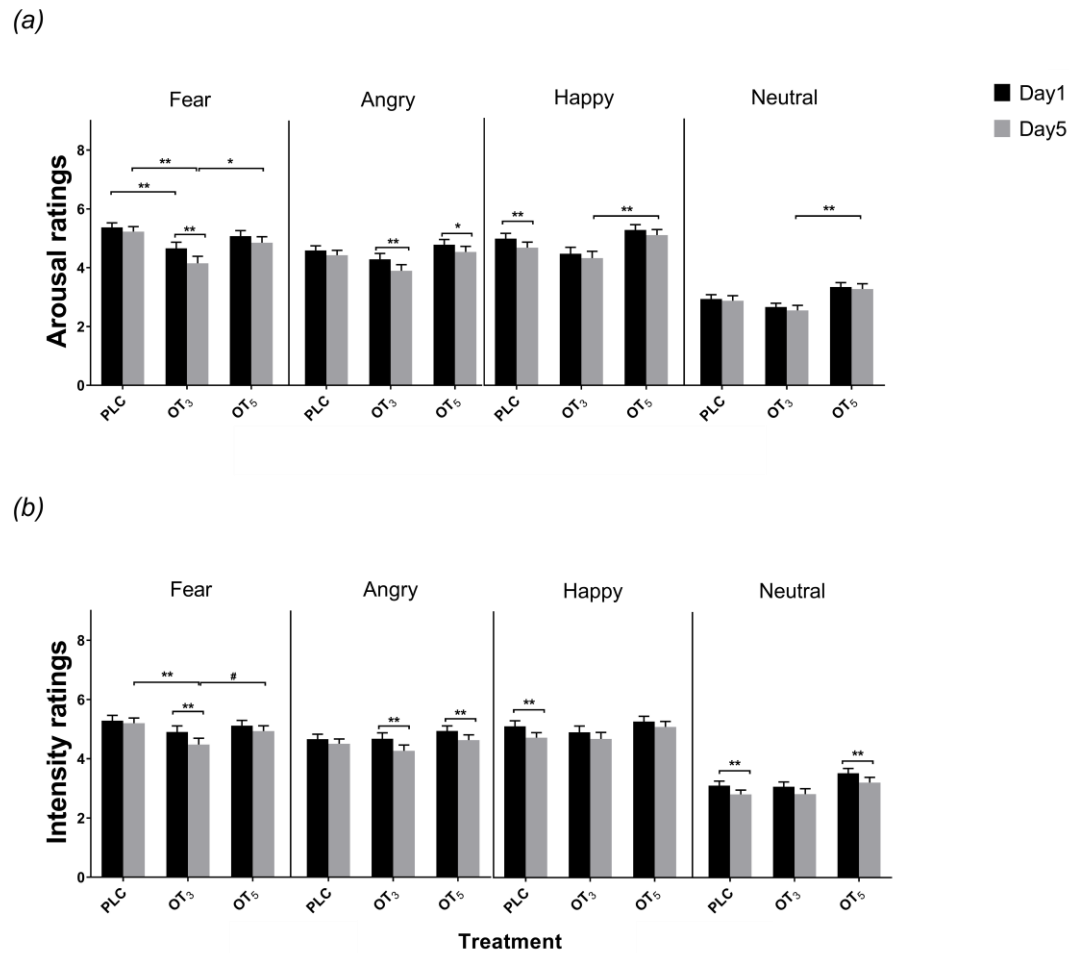 (a)
Fear Angry Happy Neutral
Day1
Day5
Arousal ratings
8
6
4
2
0
** *
**
**
**
*
**
**
**
PLC OT3 OT5 PLC OT3 OT5 PLC OT3 OT5 PLC OT3 OT5
(b)
Fear Angry Happy Neutral
Intensity ratings
8
6
4
2
0
** #
**
**
**
**
**
**
PLC OT3 OT5 PLC OT3 OT5 PLC OT3 OT5 PLC OT3 OT5
Treatment